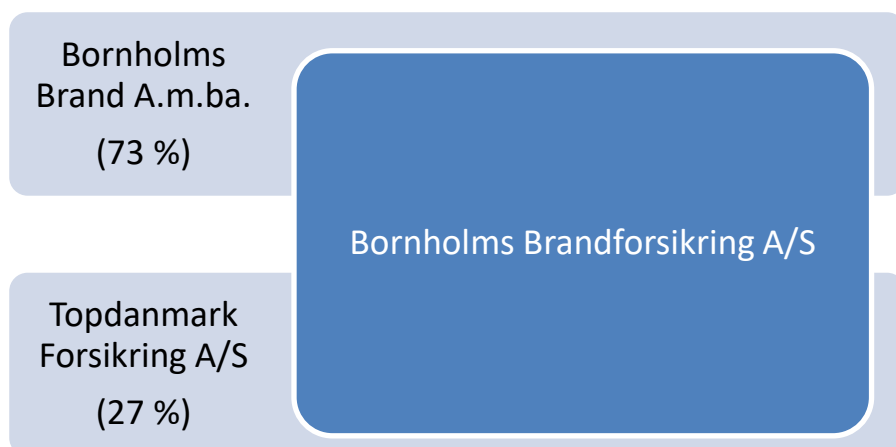 Bornholms
Brand A.m.ba.
(73 %)
Bornholms Brandforsikring A/S
Topdanmark
Forsikring A/S
(27 %)